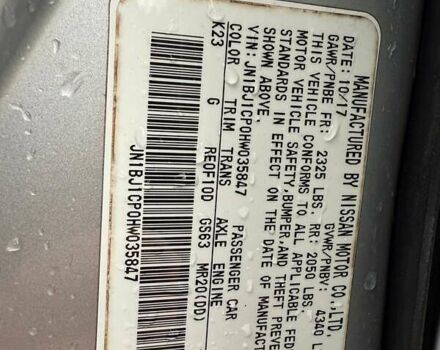 MANUFACTURED BY NISSAN MOTOR CO.,LTD.
DATE: 10/17 GVWR/PNBV: 4340 L
GAWR/PNBE FR: 2325 LBS. RR: 2050 LBS.
THIS VEHICLE CONFORMS TO ALL APPLICABLE FED
MOTOR VEHICLE SAFETY,BUMPER,AND THEFT PREVE
STANDARDS IN EFFECT ON THE DATE OF MANUFACT
SHOWN ABOVE.
VIN: JN1BJ1CP0HW035847 PASSENGER CAR
COLOR TRIM TRANS AXLE ENGINE
K23 G RE0F10D GS63 MR20(DD)
JN1BJ1CP0HW035847